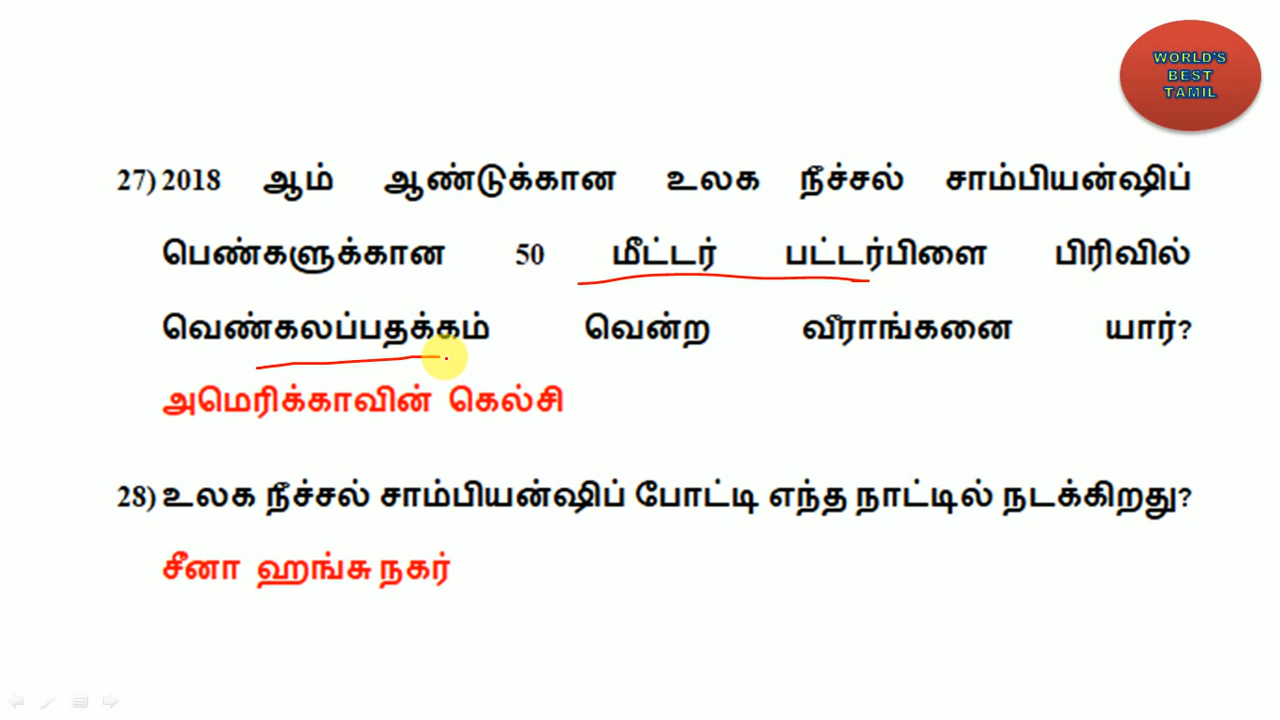 WORLD'S
BEST
TAMIL
27) 2018 ஆம் ஆண்டுக்கான உலக நீச்சல் சாம்பியன்ஷிப்
பெண்களுக்கான 50 மீட்டர் பட்டர்பிளை பிரிவில்
வெண்கலப்பதக்கம் வென்ற வீராங்கனை யார்?
அமெரிக்காவின் கெல்சி
28) உலக நீச்சல் சாம்பியன்ஷிப் போட்டி எந்த நாட்டில் நடக்கிறது?
சீனா ஹங்சு நகர்